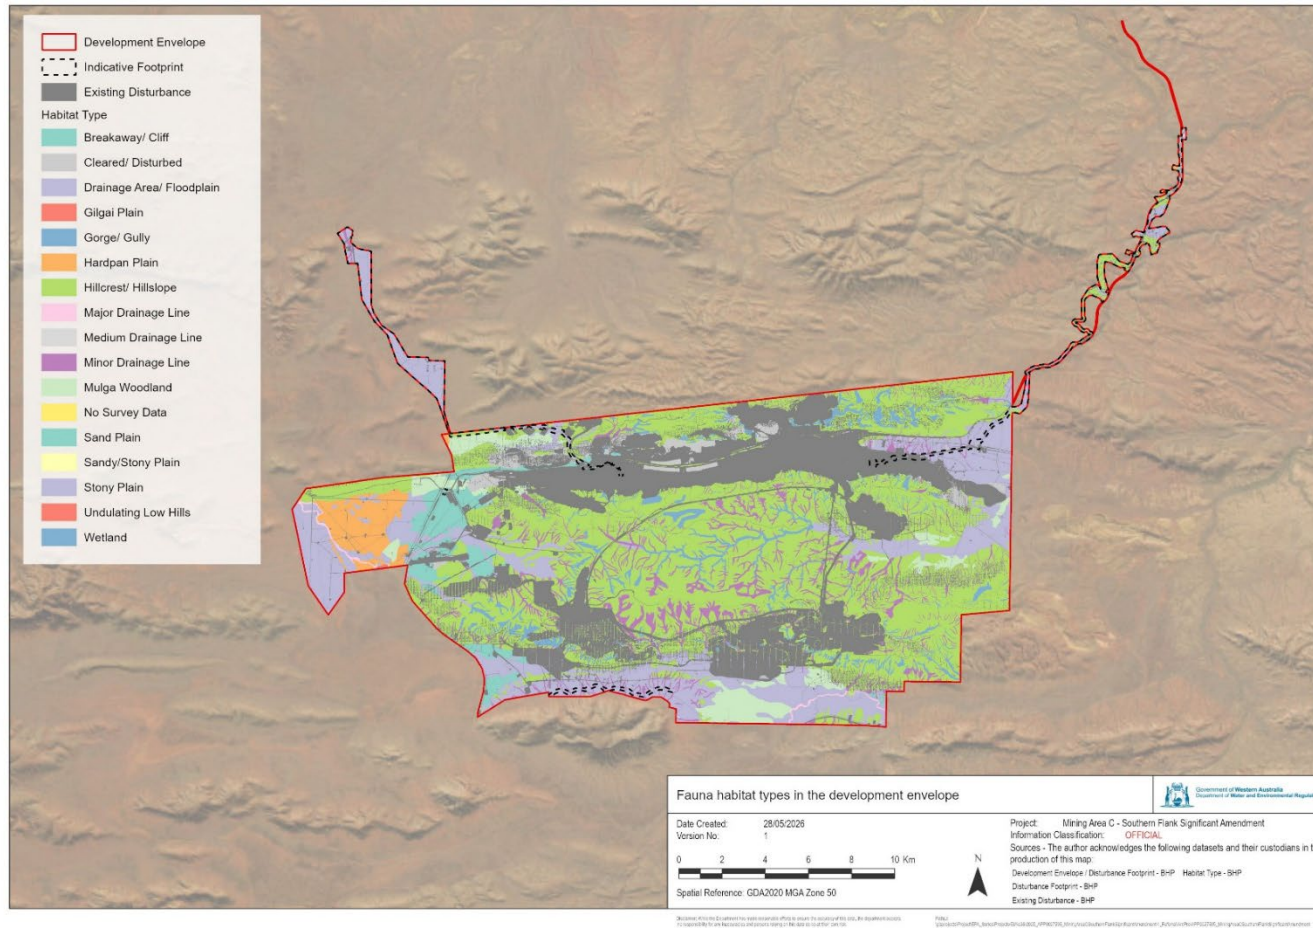 Development Envelope
Indicative Footprint
Existing Disturbance
Habitat Type
Breakaway/ Cliff
Cleared/ Disturbed
Drainage Area/ Floodplain
Gilgai Plain
Gorge/ Gully
Hardpan Plain
Hillcrest/ Hillslope
Major Drainage Line
Medium Drainage Line
Minor Drainage Line
Mulga Woodland
No Survey Data
Sand Plain
Sandy/Stony Plain
Stony Plain
Undulating Low Hills
Wetland
Fauna habitat types in the development envelope
Government of Western Australia
Department of Water and Environmental Regulat
Date Created: 28/05/2026
Version No: 1
0 2 4 6 8 10 Km
N
Spatial Reference: GDA2020 MGA Zone 50
Project: Mining Area C - Southern Flank Significant Amendment
Information Classification: OFFICIAL
Sources - The author acknowledges the following datasets and their custodians in t
production of this map:
Development Envelope / Disturbance Footprint - BHP Habitat Type - BHP
Disturbance Footprint - BHP
Existing Disturbance - BHP